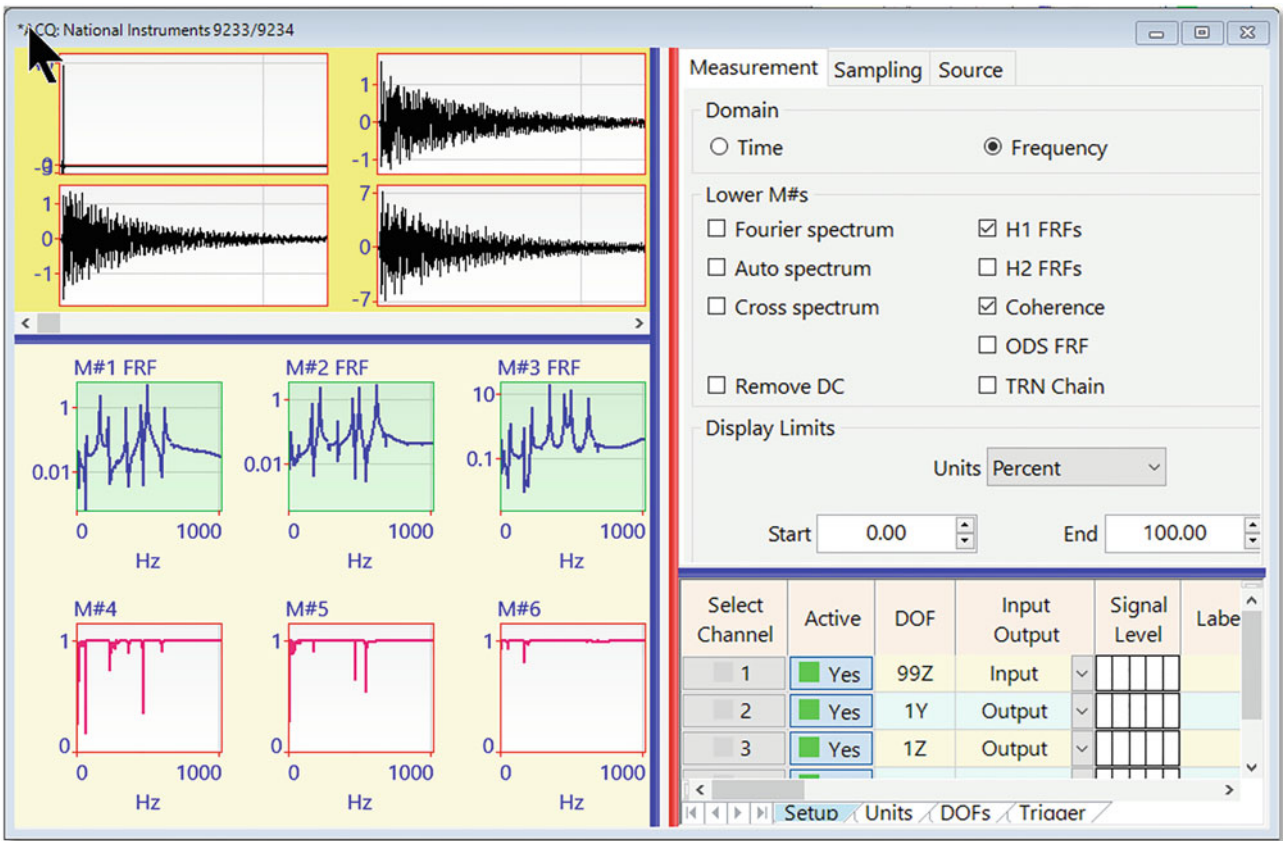 *ACQ: National Instruments 9233/9234
-9
1
0
-1
1
0
-1
7
0
-7
M#1 FRF
M#2 FRF
M#3 FRF
1
0.01
1
0.01
10
0.1
0 1000
0 1000
0 1000
Hz
Hz
Hz
M#4
M#5
M#6
1
0
1
0
1
0
0 1000
0 1000
0 1000
Hz
Hz
Hz
Measurement Sampling Source
Domain
Time
Frequency
Lower M#s
Fourier spectrum
H1 FRFs
Auto spectrum
H2 FRFs
Cross spectrum
Coherence
ODS FRF
Remove DC
TRN Chain
Display Limits
Units Percent
Start 0.00
End 100.00
Select Channel Active DOF Input Output Signal Level Labe
1 Yes 99Z Input
2 Yes 1Y Output
3 Yes 1Z Output
Setup Units DOFs Trigger